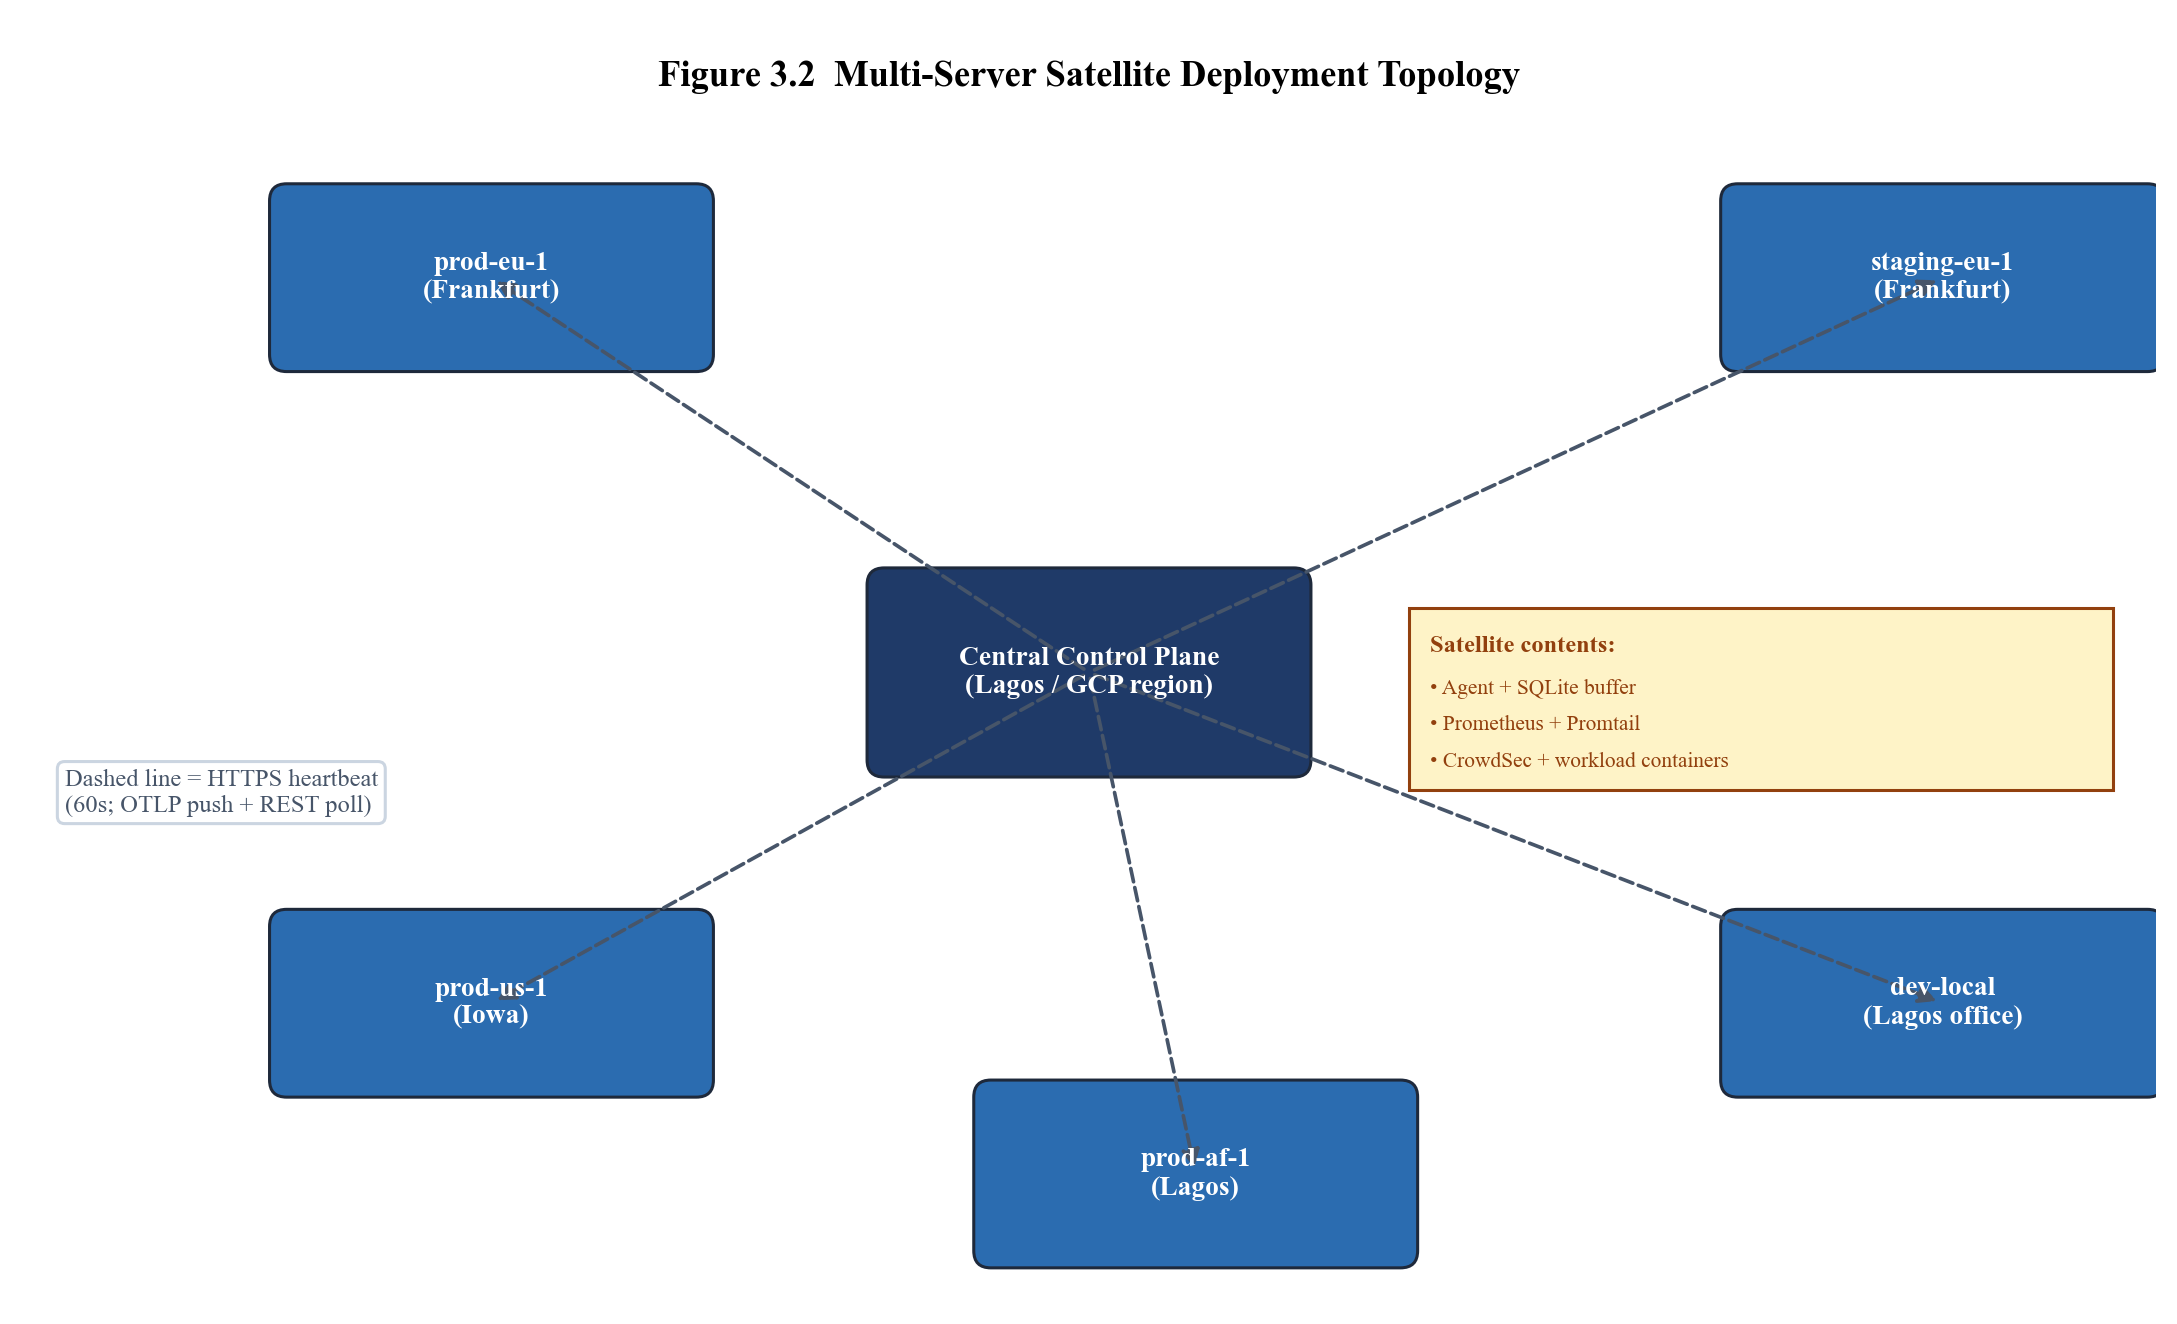 Figure 3.2  Multi-Server Satellite Deployment Topology
prod-eu-1
(Frankfurt)
staging-eu-1
(Frankfurt)
Central Control Plane
(Lagos / GCP region)
Satellite contents:
• Agent + SQLite buffer
• Prometheus + Promtail
• CrowdSec + workload containers
Dashed line = HTTPS heartbeat
(60s; OTLP push + REST poll)
prod-us-1
(Iowa)
dev-local
(Lagos office)
prod-af-1
(Lagos)